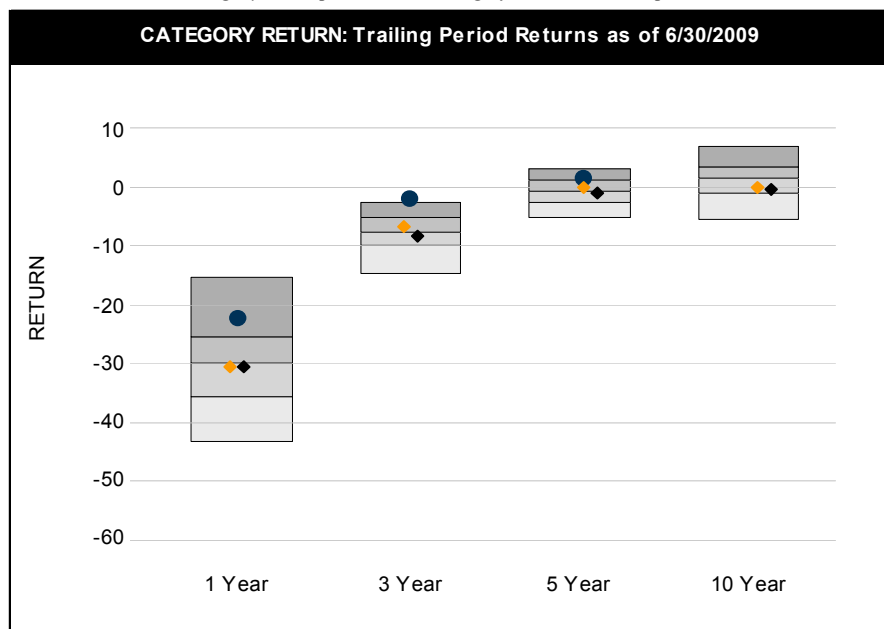 CATEGORY RETURN: Trailing Period Returns as of 6/30/2009
10
0
-10
-20
-30
-40
-50
-60
RETURN
1 Year
3 Year
5 Year
10 Year